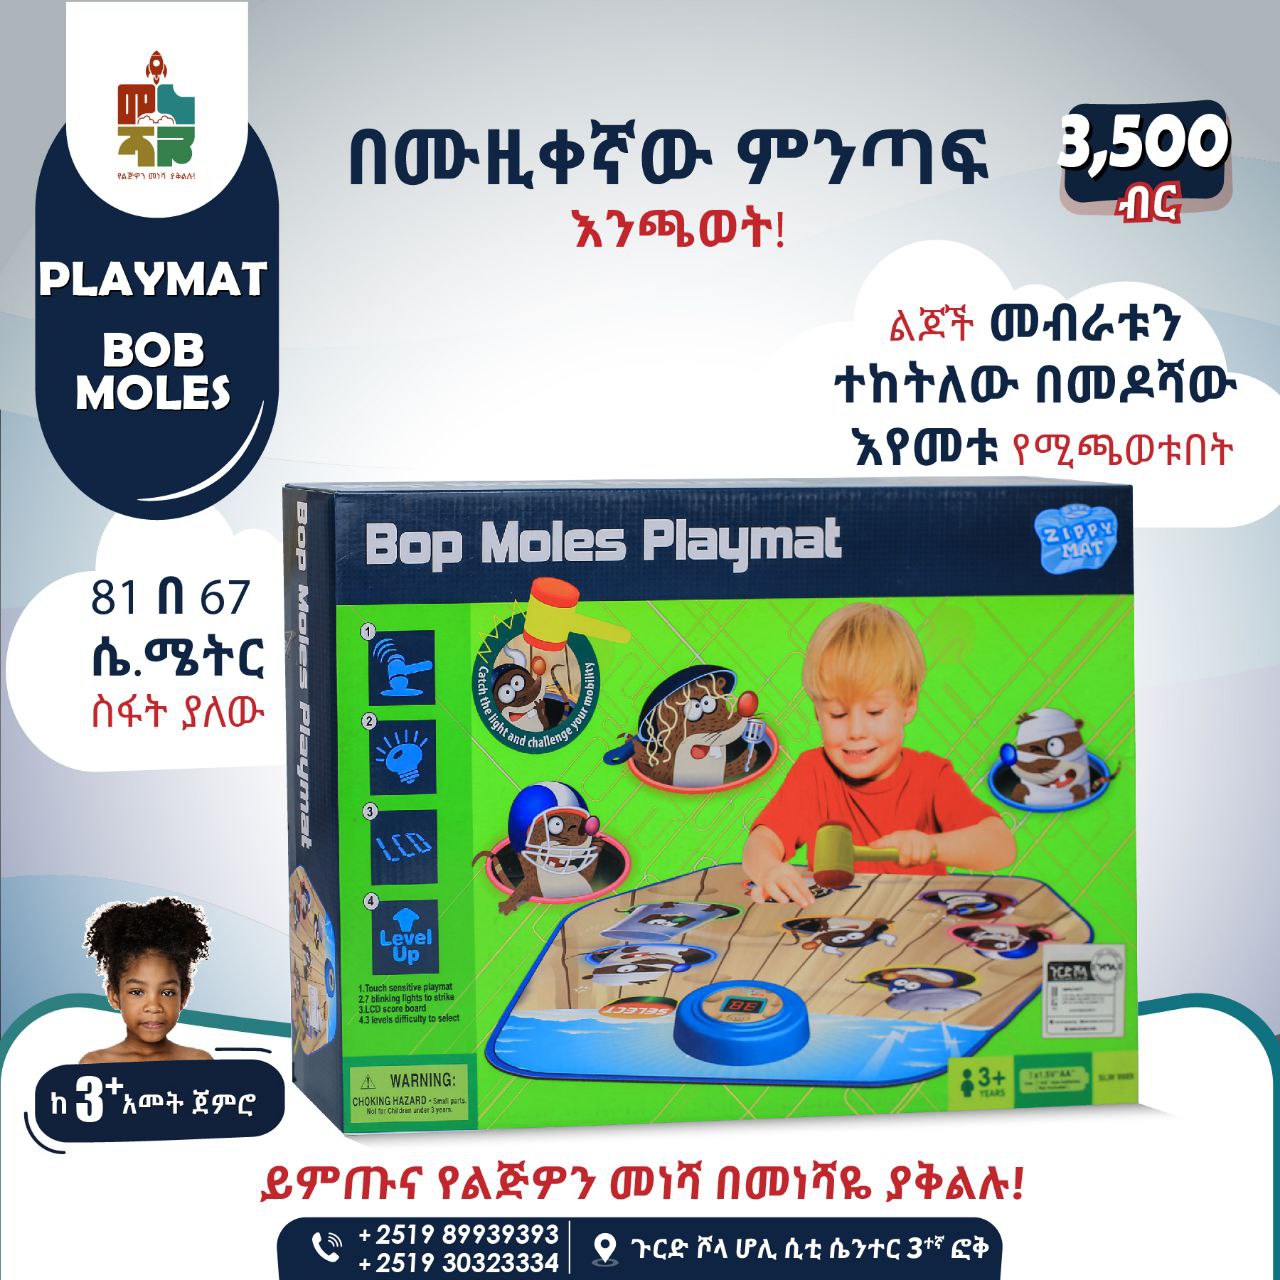 የልጅዎን መነሻ ያቅልሉ!
PLAYMAT
BOB
MOLES
በሙዚቀኛው ምንጣፍ
እንጫወት!
3,500
ብር
ልጆች መብራቱን
ተከትለው በመዶሻው
እየመቱ የሚጫወቱበት
81 በ 67
ሴ.ሜትር
ስፋት ያለው
Bop Moles Playmat
Bop Moles Playmat
ZIPPY
MAT
Catch the light and challenge your mobility
1
2
3
LCD
4
Level
Up
1.Touch sensitive playmat
2.7 blinking lights to strike
3.LCD score board
4.3 levels difficulty to select
SELECT
WARNING:
CHOKING HAZARD - Small parts.
Not for Children under 3 years.
3+
YEARS
ከ 3+ አመት ጀምሮ
ይምጡና የልጅዎን መነሻ በመነሻዬ ያቅልሉ!
+2519 89939393
+2519 30323334
ጉርድ ሾላ ሆሊ ሲቲ ሴንተር 3ተኛ ፎቅ